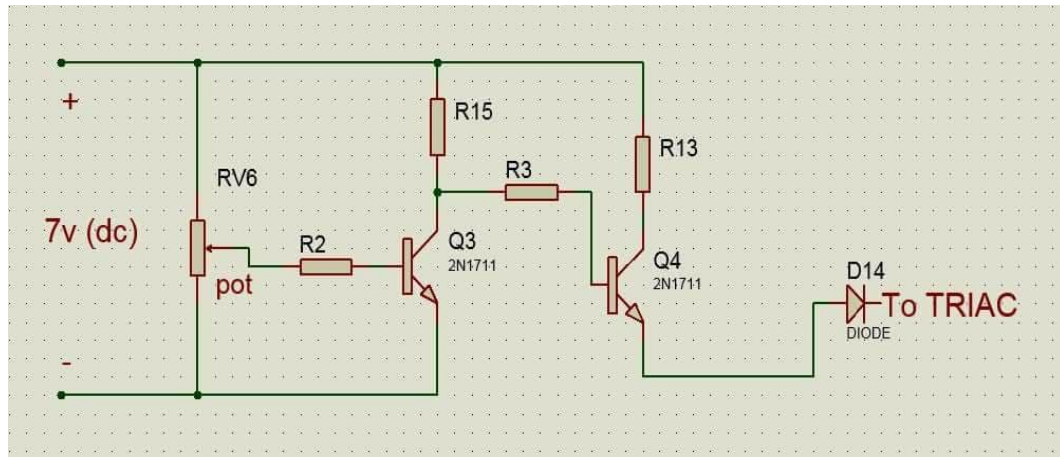 +
R15
R13
R3
RV6
7v (dc)
R2
Q3
2N1711
Q4
2N1711
pot
D14
To TRIAC
DIODE
-